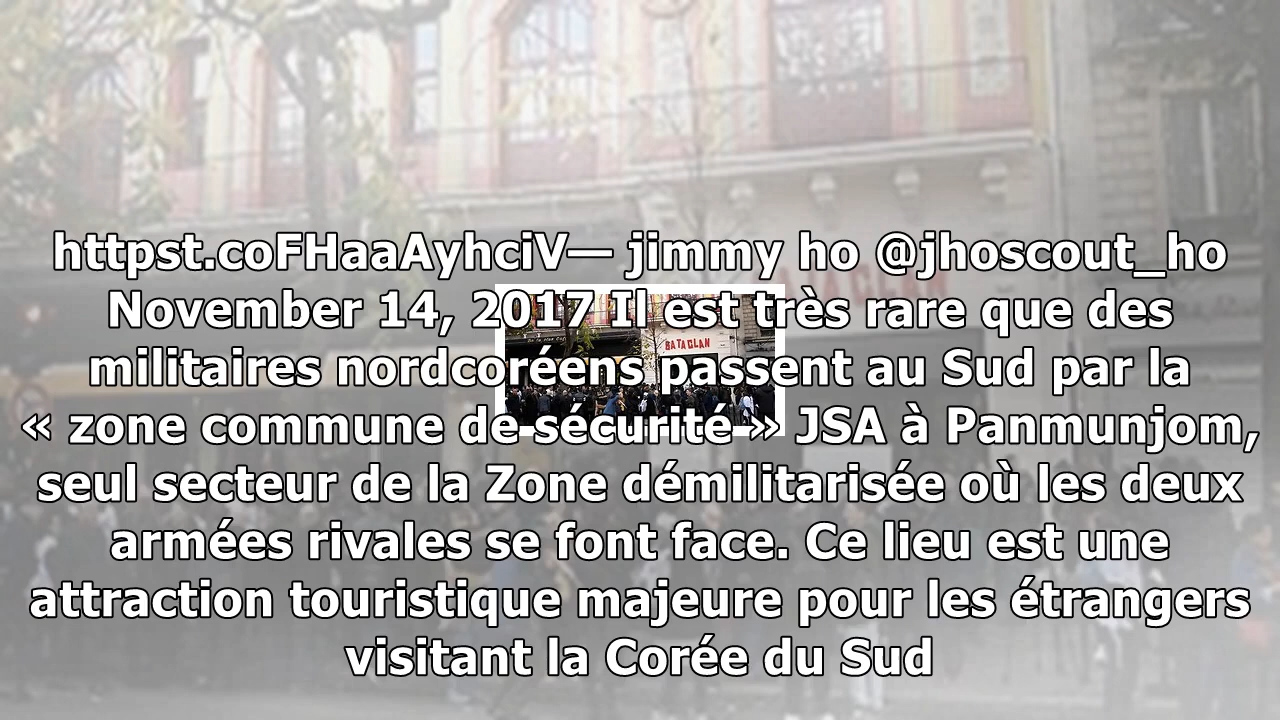 httpst.coFHaaAyhciV— jimmy ho @jhoscout_ho
November 14, 2017 Il est très rare que des
militaires nordcoréens passent au Sud par la
« zone commune de sécurité » JSA à Panmunjom,
seul secteur de la Zone démilitarisée où les deux
armées rivales se font face. Ce lieu est une
attraction touristique majeure pour les étrangers
visitant la Corée du Sud
BATACLAN